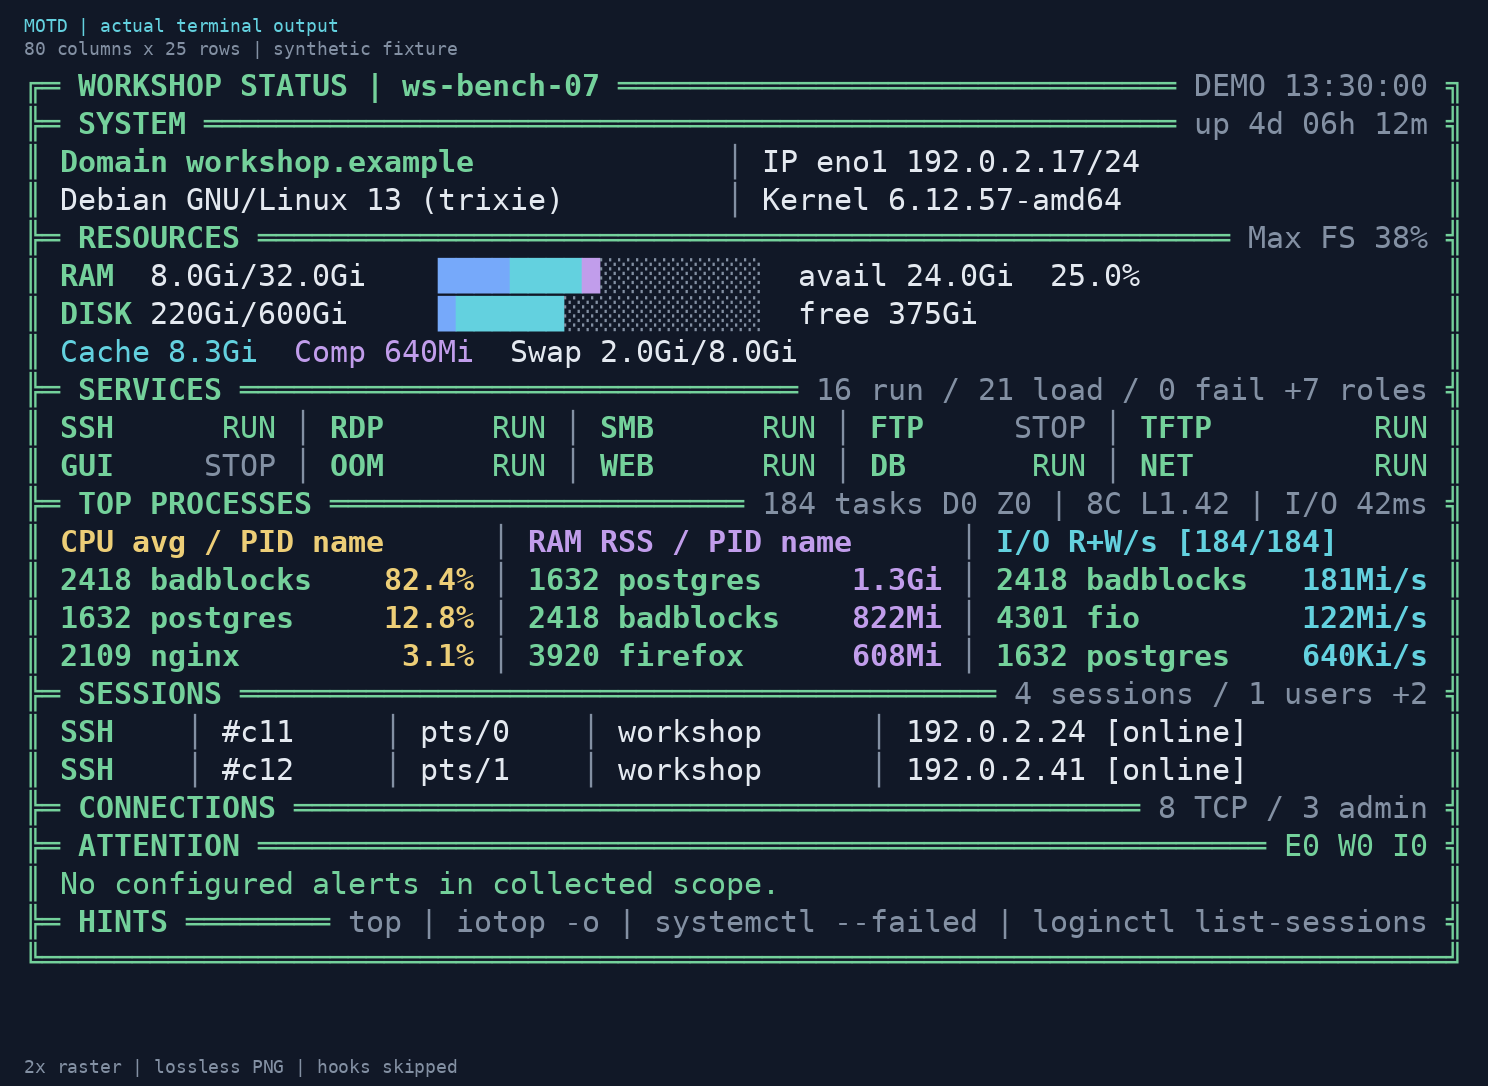 MOTD | actual terminal output
80 columns x 25 rows | synthetic fixture
WORKSHOP STATUS | ws-bench-07 DEMO 13:30:00
SYSTEM up 4d 06h 12m
Domain workshop.example │ IP eno1 192.0.2.17/24
Debian GNU/Linux 13 (trixie) │ Kernel 6.12.57-amd64
RESOURCES Max FS 38%
RAM 8.0Gi/32.0Gi avail 24.0Gi 25.0%
DISK 220Gi/600Gi free 375Gi
Cache 8.3Gi Comp 640Mi Swap 2.0Gi/8.0Gi
SERVICES 16 run / 21 load / 0 fail +7 roles
SSH RUN │ RDP RUN │ SMB RUN │ FTP STOP │ TFTP RUN
GUI STOP │ OOM RUN │ WEB RUN │ DB RUN │ NET RUN
TOP PROCESSES 184 tasks D0 Z0 | 8C L1.42 | I/O 42ms
CPU avg / PID name │ RAM RSS / PID name │ I/O R+W/s [184/184]
2418 badblocks 82.4% │ 1632 postgres 1.3Gi │ 2418 badblocks 181Mi/s
1632 postgres 12.8% │ 2418 badblocks 822Mi │ 4301 fio 122Mi/s
2109 nginx 3.1% │ 3920 firefox 608Mi │ 1632 postgres 640Ki/s
SESSIONS 4 sessions / 1 users +2
SSH │ #c11 │ pts/0 │ workshop │ 192.0.2.24 [online]
SSH │ #c12 │ pts/1 │ workshop │ 192.0.2.41 [online]
CONNECTIONS 8 TCP / 3 admin
ATTENTION E0 W0 I0
No configured alerts in collected scope.
HINTS top | iotop -o | systemctl --failed | loginctl list-sessions
2x raster | lossless PNG | hooks skipped